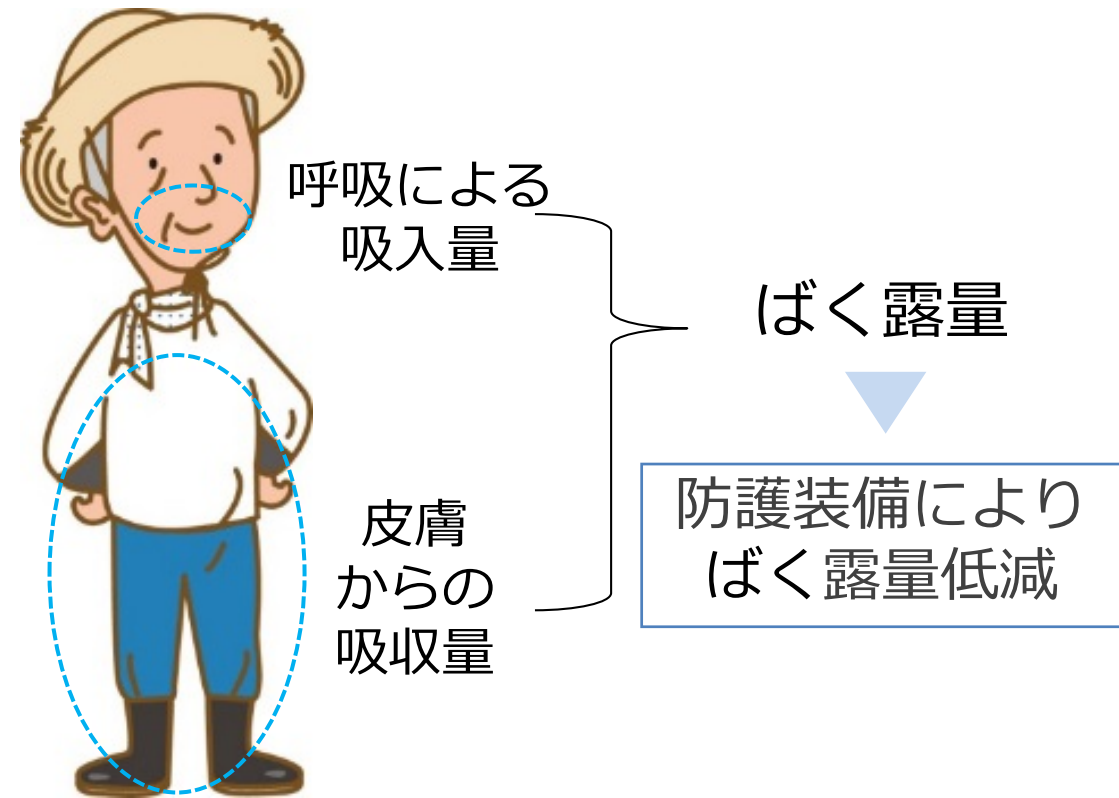 呼吸による
吸入量
ばく露量
防護装備により
ばく露量低減
皮膚
からの
吸収量